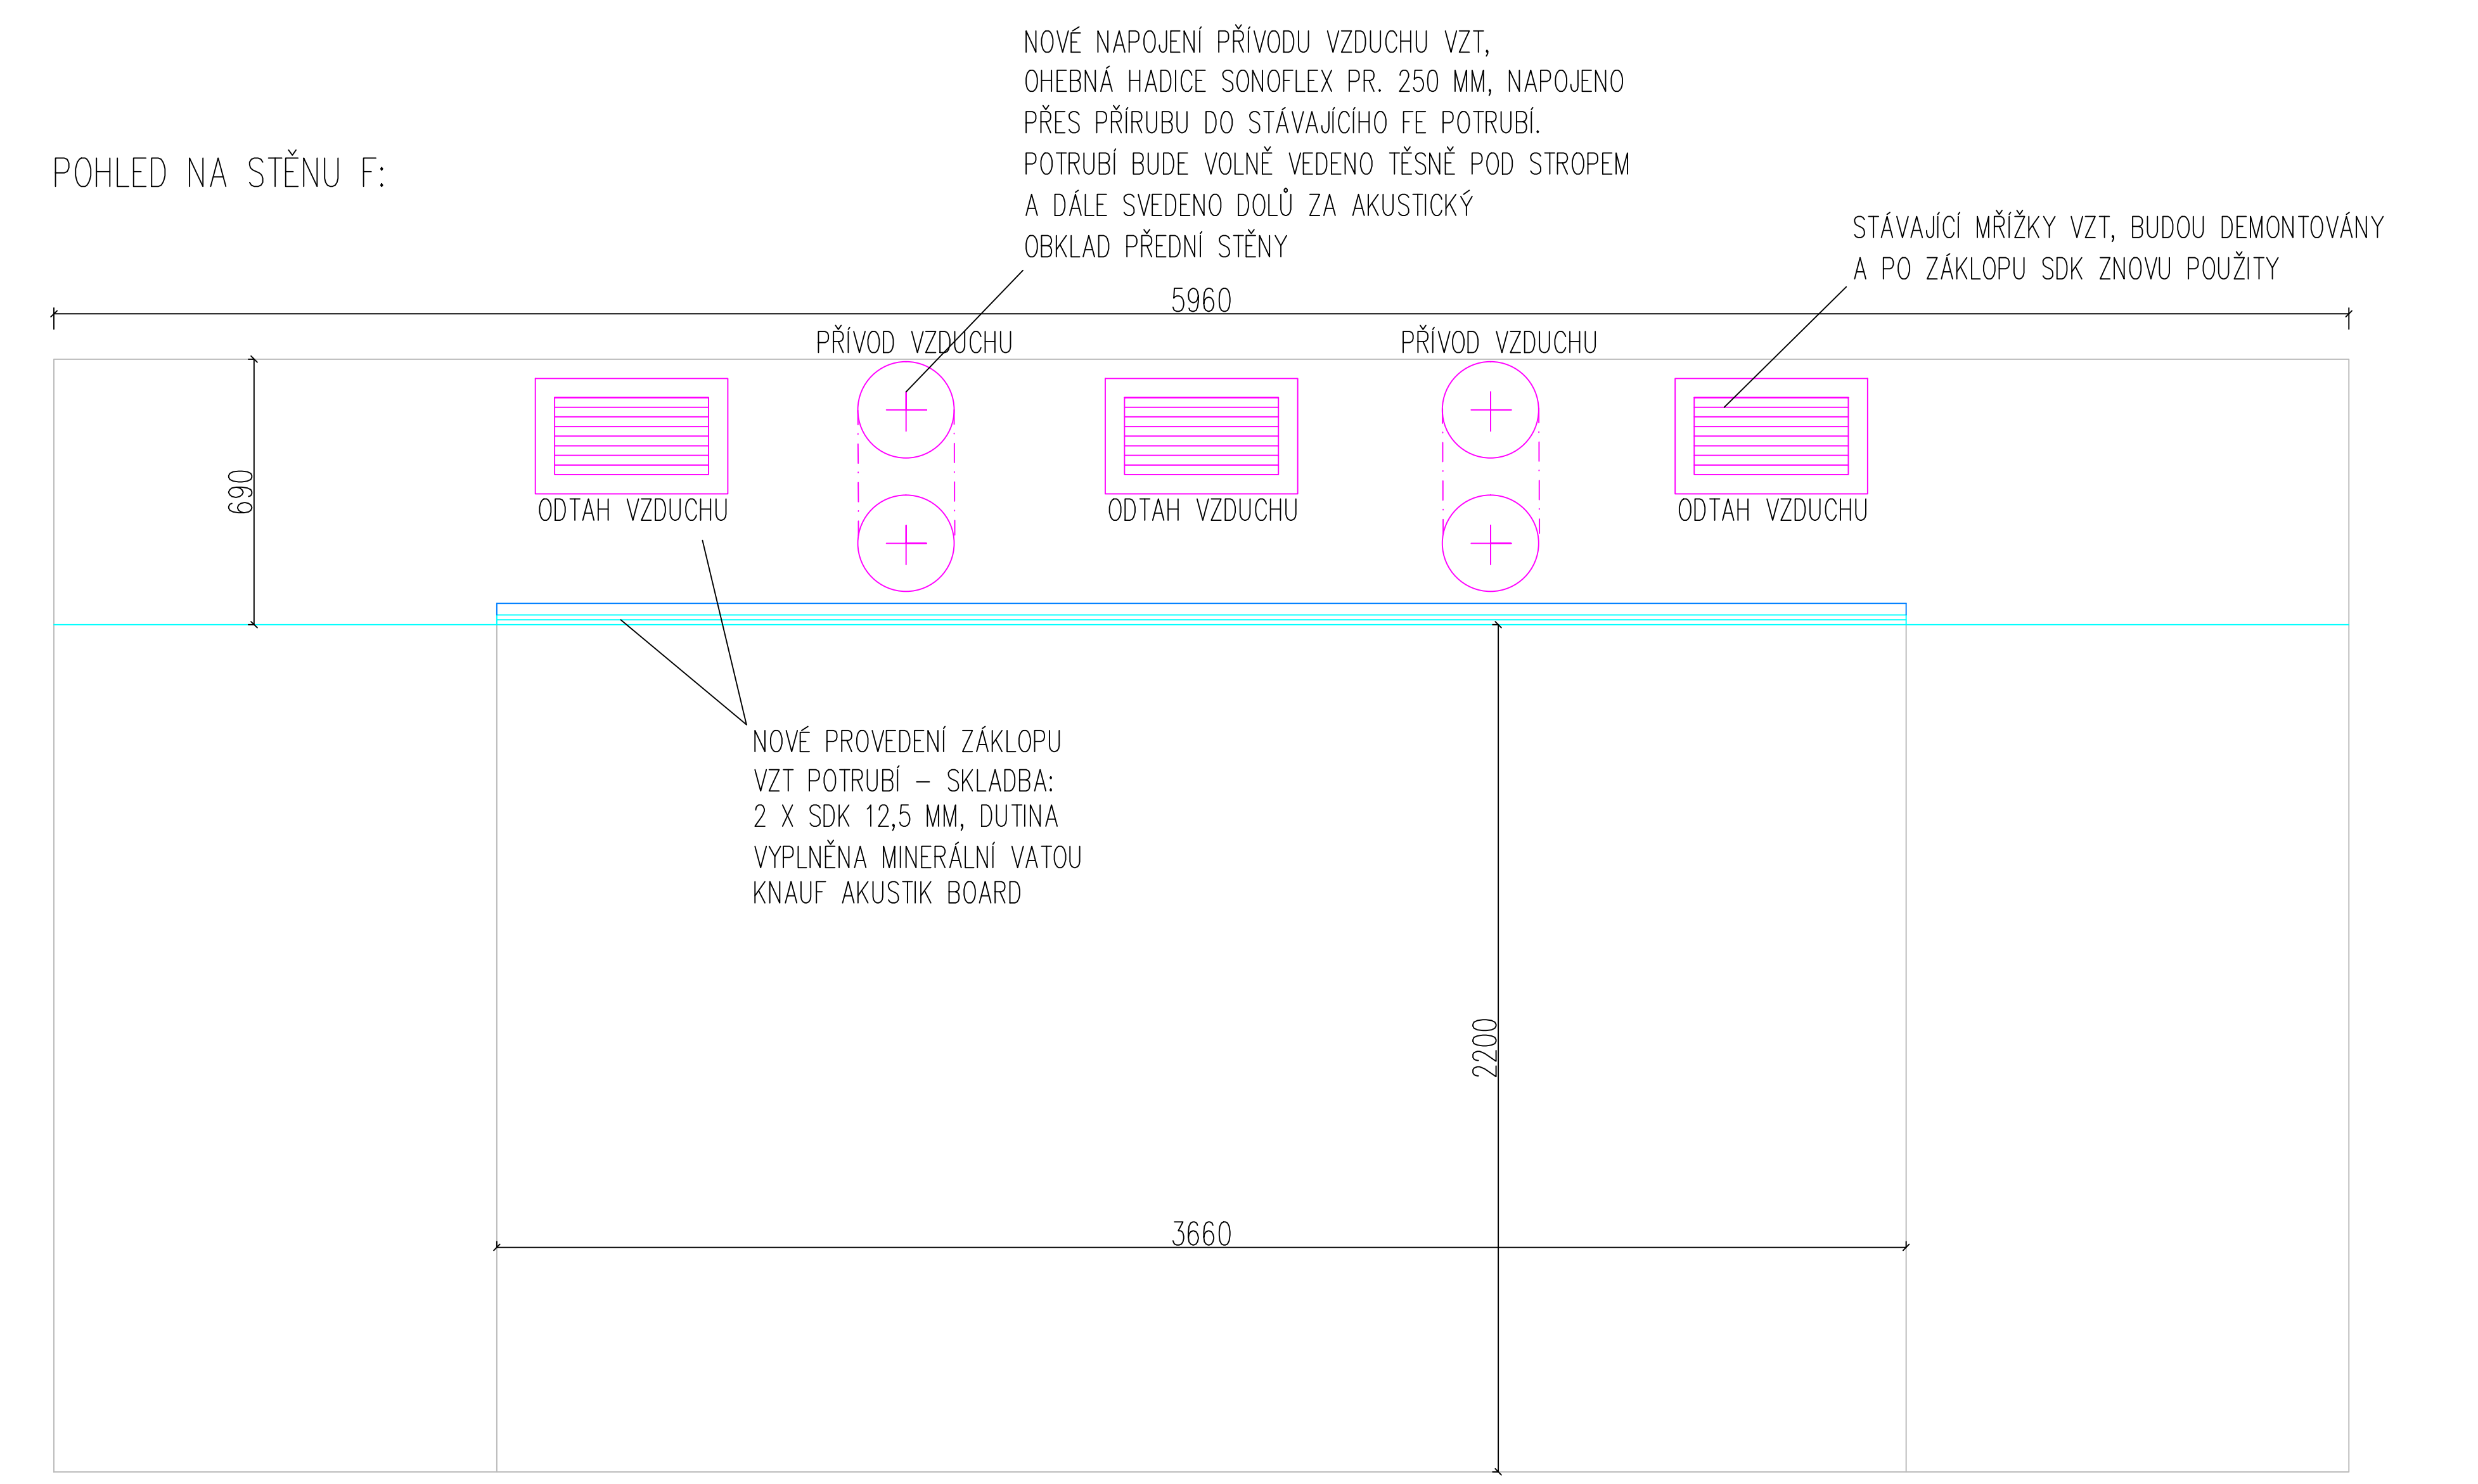 NOVÉ NAPOJENÍ PŘÍVODU VZDUCHU VZT,
OHEBNÁ HADICE SONOFLEX PR. 250 MM, NAPOJENO
PŘES PŘÍRUBU DO STÁVAJÍCÍHO FE POTRUBÍ.
POTRUBÍ BUDE VOLNĚ VEDENO TĚSNĚ POD STROPEM
A DÁLE SVEDENO DOLŮ ZA AKUSTICKÝ
OBKLAD PŘEDNÍ STĚNY
POHLED NA STĚNU F:
STÁVAJÍCÍ MŘÍŽKY VZT, BUDOU DEMONTOVÁNY
A PO ZÁKLOPU SDK ZNOVU POUŽITY
5960
PŘÍVOD VZDUCHU
PŘÍVOD VZDUCHU
690
ODTAH VZDUCHU
ODTAH VZDUCHU
ODTAH VZDUCHU
NOVÉ PROVEDENÍ ZÁKLOPU
VZT POTRUBÍ – SKLADBA:
2 X SDK 12,5 MM, DUTINA
VYPLNĚNA MINERÁLNÍ VATOU
KNAUF AKUSTIK BOARD
2200
3660